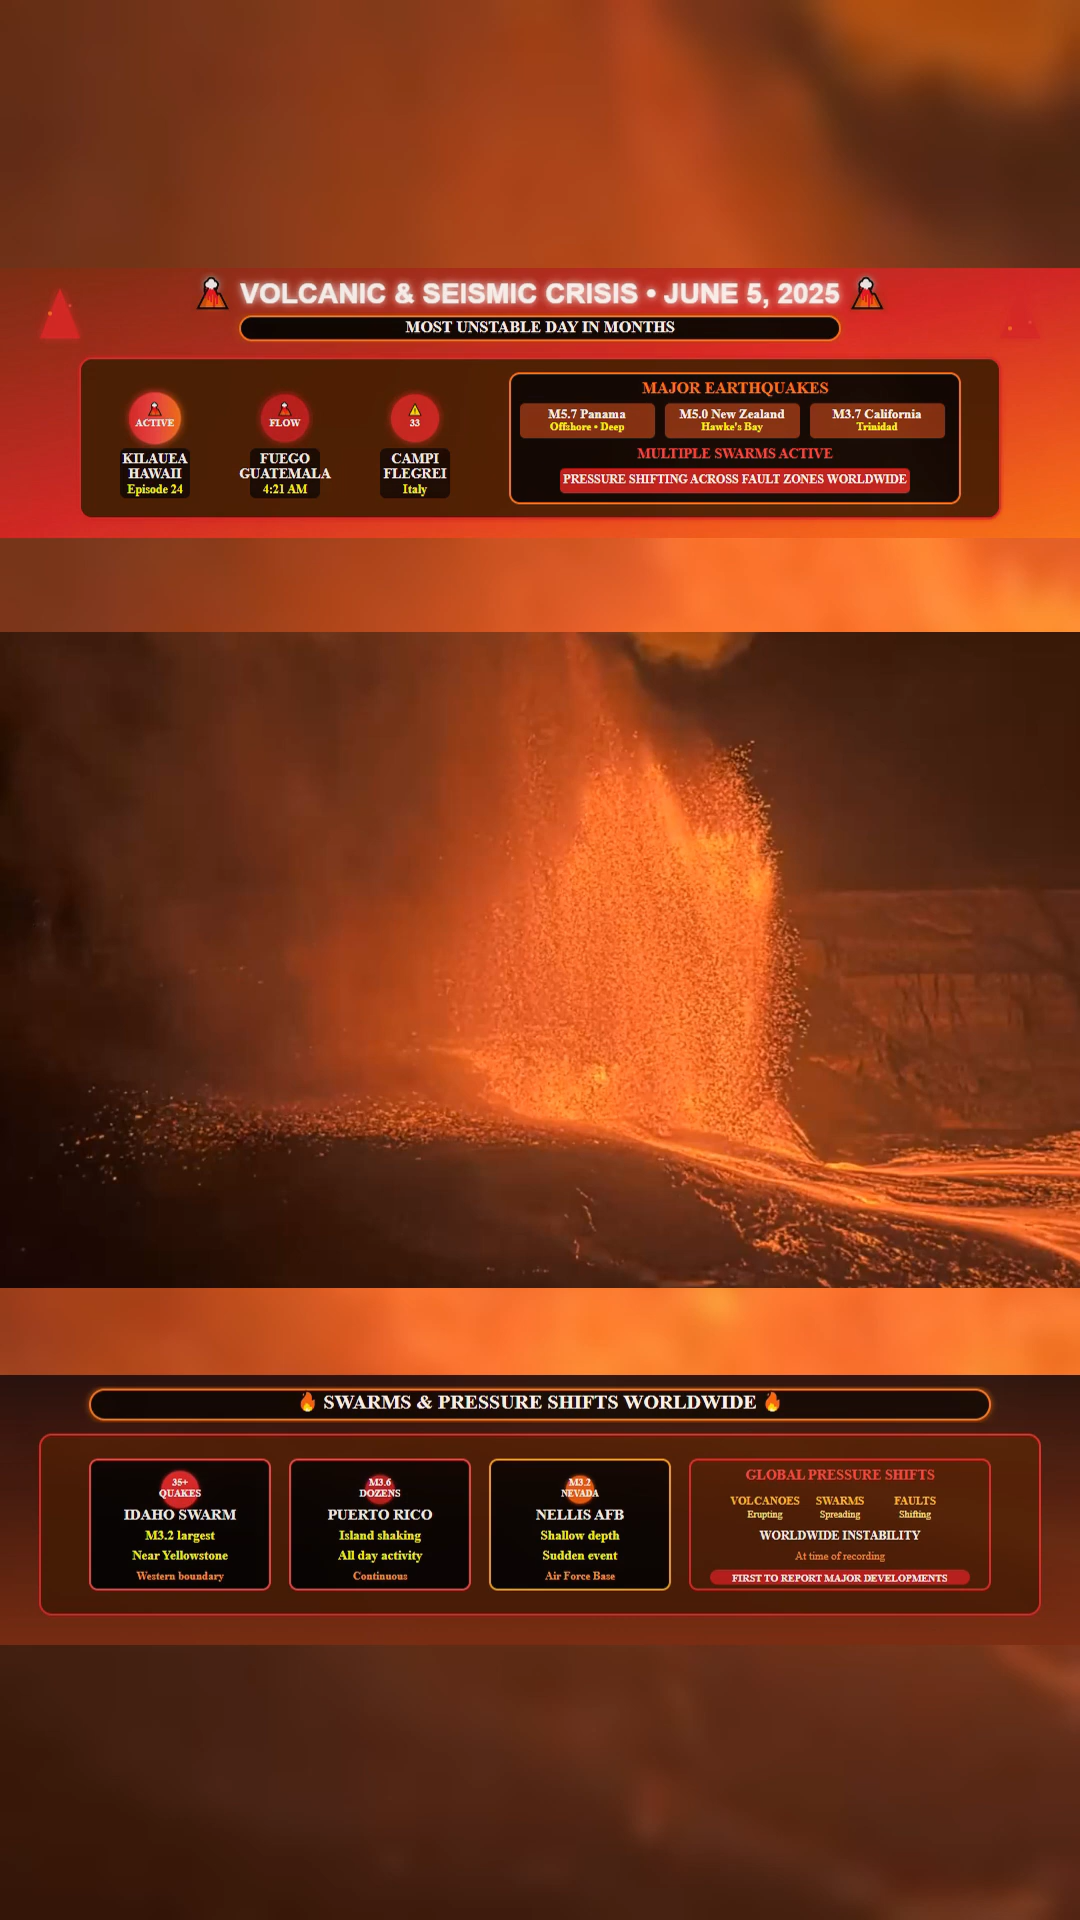 VOLCANIC & SEISMIC CRISIS • JUNE 5, 2025
MOST UNSTABLE DAY IN MONTHS
ACTIVE
KILAUEA
HAWAII
Episode 24
FLOW
FUEGO
GUATEMALA
4:21 AM
33
CAMPI
FLEGREI
Italy
MAJOR EARTHQUAKES
M5.7 Panama
Offshore • Deep
M5.0 New Zealand
Hawke's Bay
M3.7 California
Trinidad
MULTIPLE SWARMS ACTIVE
PRESSURE SHIFTING ACROSS FAULT ZONES WORLDWIDE
SWARMS & PRESSURE SHIFTS WORLDWIDE
35+
QUAKES
IDAHO SWARM
M3.2 largest
Near Yellowstone
Western boundary
M3.6
DOZENS
PUERTO RICO
Island shaking
All day activity
Continuous
M3.2
NEVADA
NELLIS AFB
Shallow depth
Sudden event
Air Force Base
GLOBAL PRESSURE SHIFTS
VOLCANOES SWARMS FAULTS
Erupting Spreading Shifting
WORLDWIDE INSTABILITY
At time of recording
FIRST TO REPORT MAJOR DEVELOPMENTS